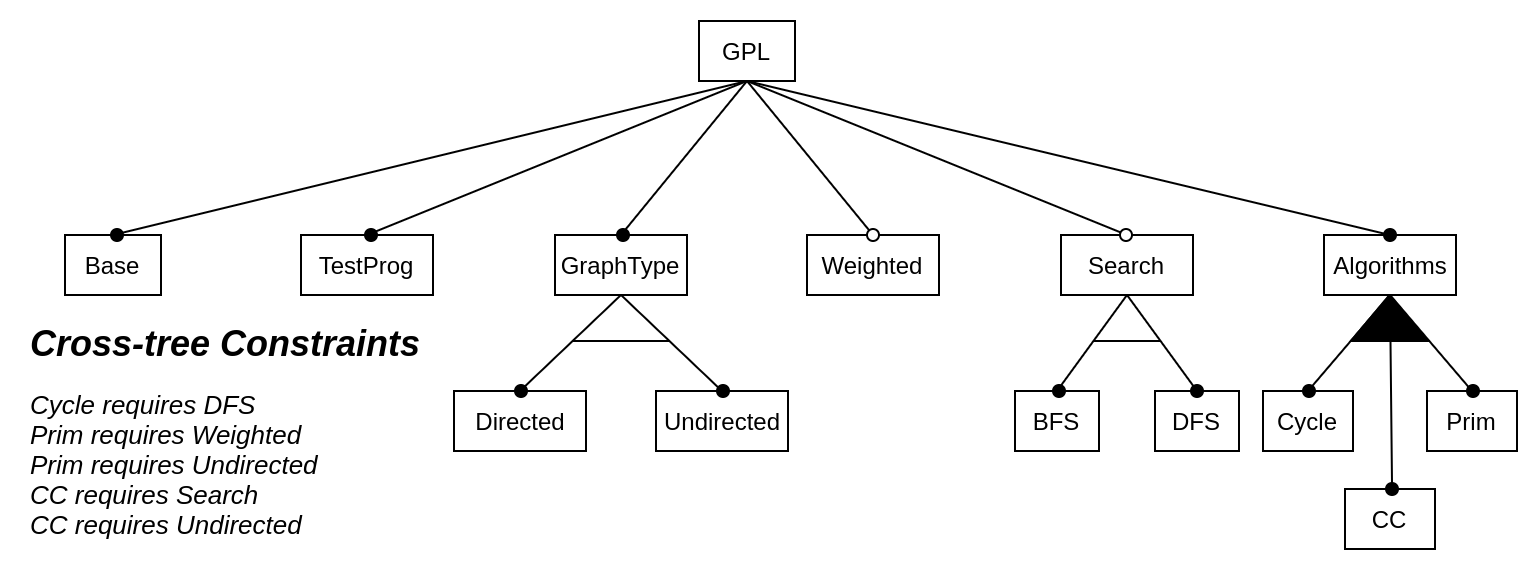 GPL
Base
TestProg
GraphType
Weighted
Search
Algorithms
Cross-tree Constraints
Directed
Undirected
BFS
DFS
Cycle
Prim
CC
Cycle requires DFS
Prim requires Weighted
Prim requires Undirected
CC requires Search
CC requires Undirected